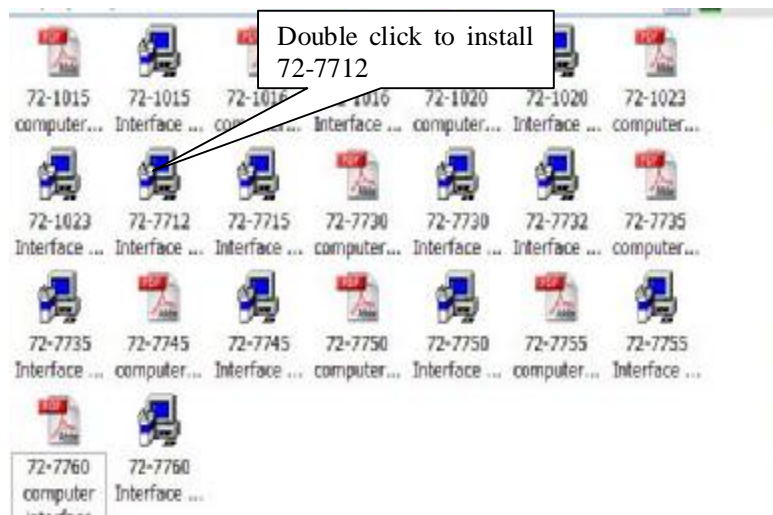 Double click to install
72-7712
72-1015 72-1015 72-1016 1016 72-1020 72-1020 72-1023
computer... Interface ... Interface ... computer... Interface ... computer...
72-1023 72-7712 72-7715 72-7730 72-7730 72-7732 72-7735
Interface ... Interface ... Interface ... computer... Interface ... Interface ... computer...
72-7735 72-7745 72-7745 72-7750 72-7750 72-7755 72-7755
Interface ... computer... Interface ... computer... Interface ... computer... Interface ...
72-7760 72-7760
computer Interface ...